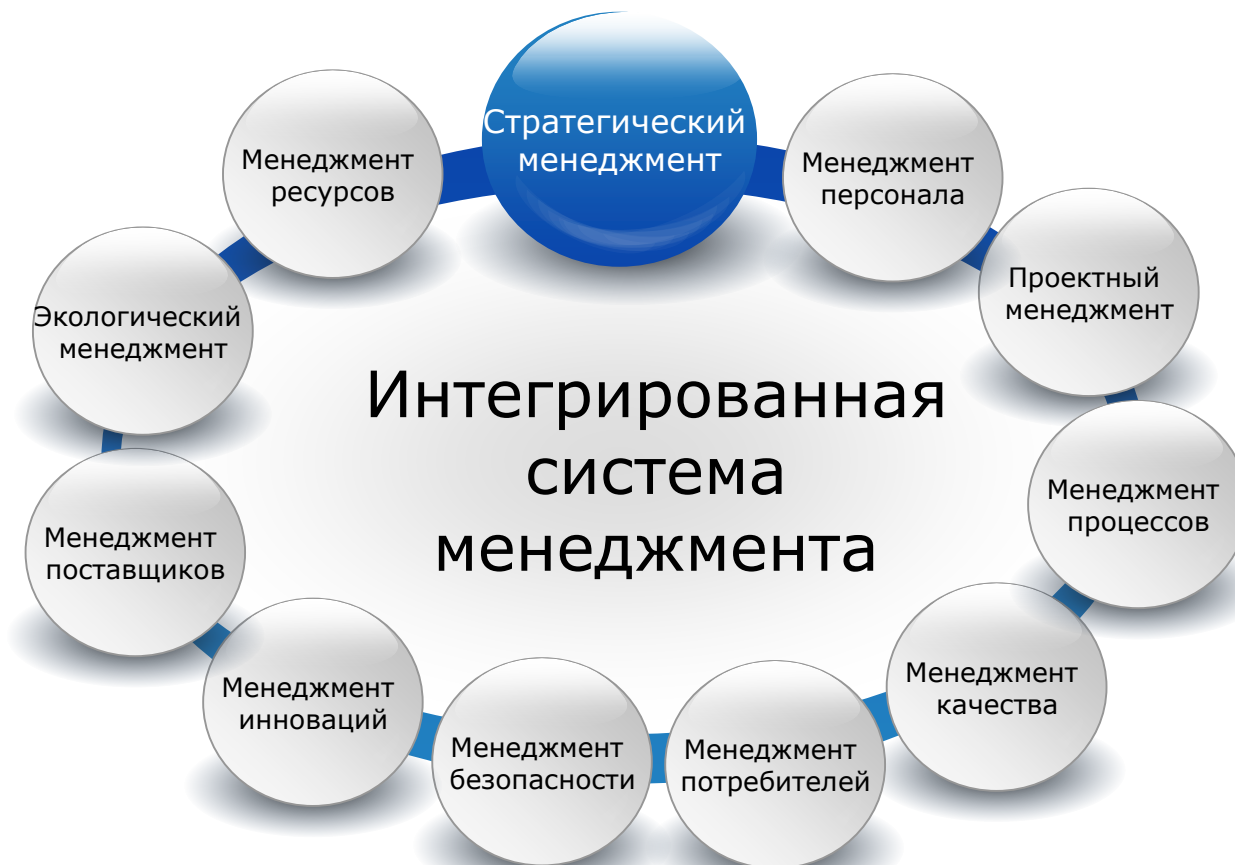 Стратегический
менеджмент
Менеджмент
персонала
Проектный
менеджмент
Менеджмент
процессов
Менеджмент
качества
Менеджмент
потребителей
Менеджмент
безопасности
Менеджмент
инноваций
Менеджмент
поставщиков
Экологический
менеджмент
Менеджмент
ресурсов
Интегрированная
система
менеджмента